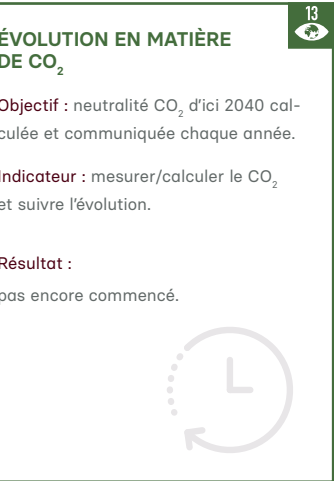 13
ÉVOLUTION EN MATIÈRE
DE CO₂
Objectif : neutralité CO₂ d'ici 2040 cal-
culée et communiquée chaque année.
Indicateur : mesurer/calculer le CO₂
et suivre l'évolution.
Résultat :
pas encore commencé.